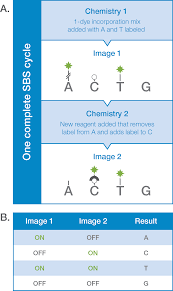 A.
One complete SBS cycle
Chemistry 1
1-dye incorporation mix
added with A and T labeled
Image 1
A C T G
Chemistry 2
New reagent added that removes
label from A and adds label to C
Image 2
A C T G
B.
Image 1 Image 2 Result
ON OFF A
OFF ON C
ON ON T
OFF OFF G